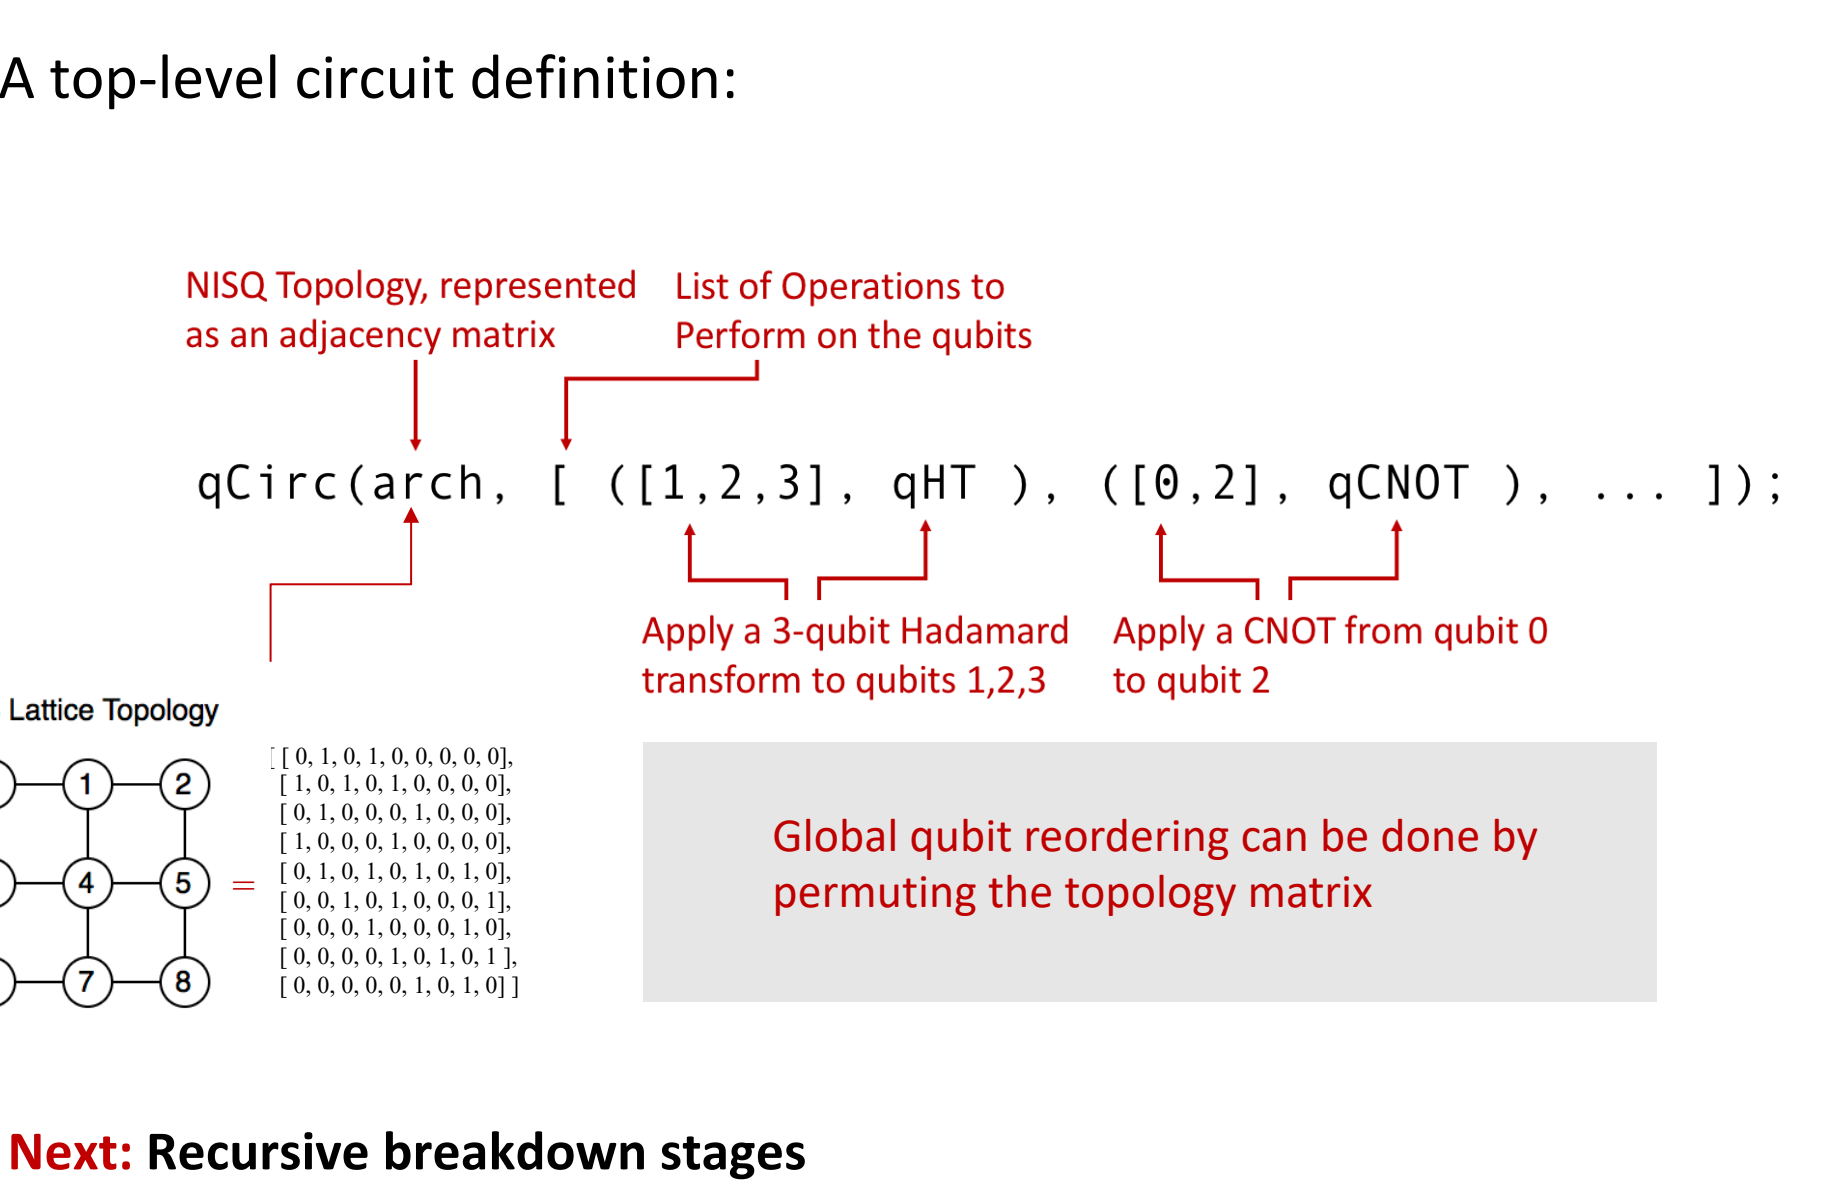 A top-level circuit definition:
NISQ Topology, represented
as an adjacency matrix
List of Operations to
Perform on the qubits
qCirc(arch, [ ([1,2,3], qHT ), ([0,2], qCNOT ), ... ]);
Apply a 3-qubit Hadamard
transform to qubits 1,2,3
Apply a CNOT from qubit 0
to qubit 2
Lattice Topology
1 2
4 5
7 8
=
[ [ 0, 1, 0, 1, 0, 0, 0, 0, 0],
[ 1, 0, 1, 0, 1, 0, 0, 0, 0],
[ 0, 1, 0, 0, 0, 1, 0, 0, 0],
[ 1, 0, 0, 0, 1, 0, 0, 0, 0],
[ 0, 1, 0, 1, 0, 1, 0, 1, 0],
[ 0, 0, 1, 0, 1, 0, 0, 0, 1],
[ 0, 0, 0, 1, 0, 0, 0, 1, 0],
[ 0, 0, 0, 0, 1, 0, 1, 0, 1 ],
[ 0, 0, 0, 0, 0, 1, 0, 1, 0] ]
Global qubit reordering can be done by
permuting the topology matrix
Next: Recursive breakdown stages